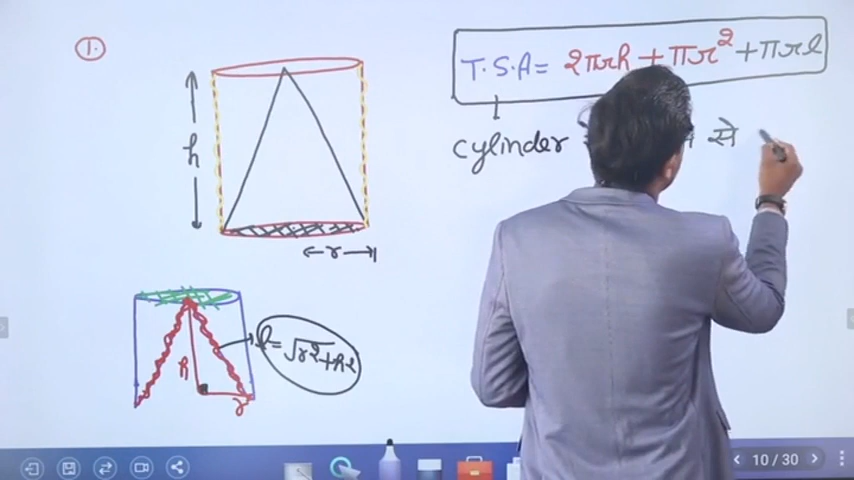 1.
T.S.A = 2πrh + πr² + πrl
cylinder
से
h
r
l = √r²+h²
h
r
10 / 30